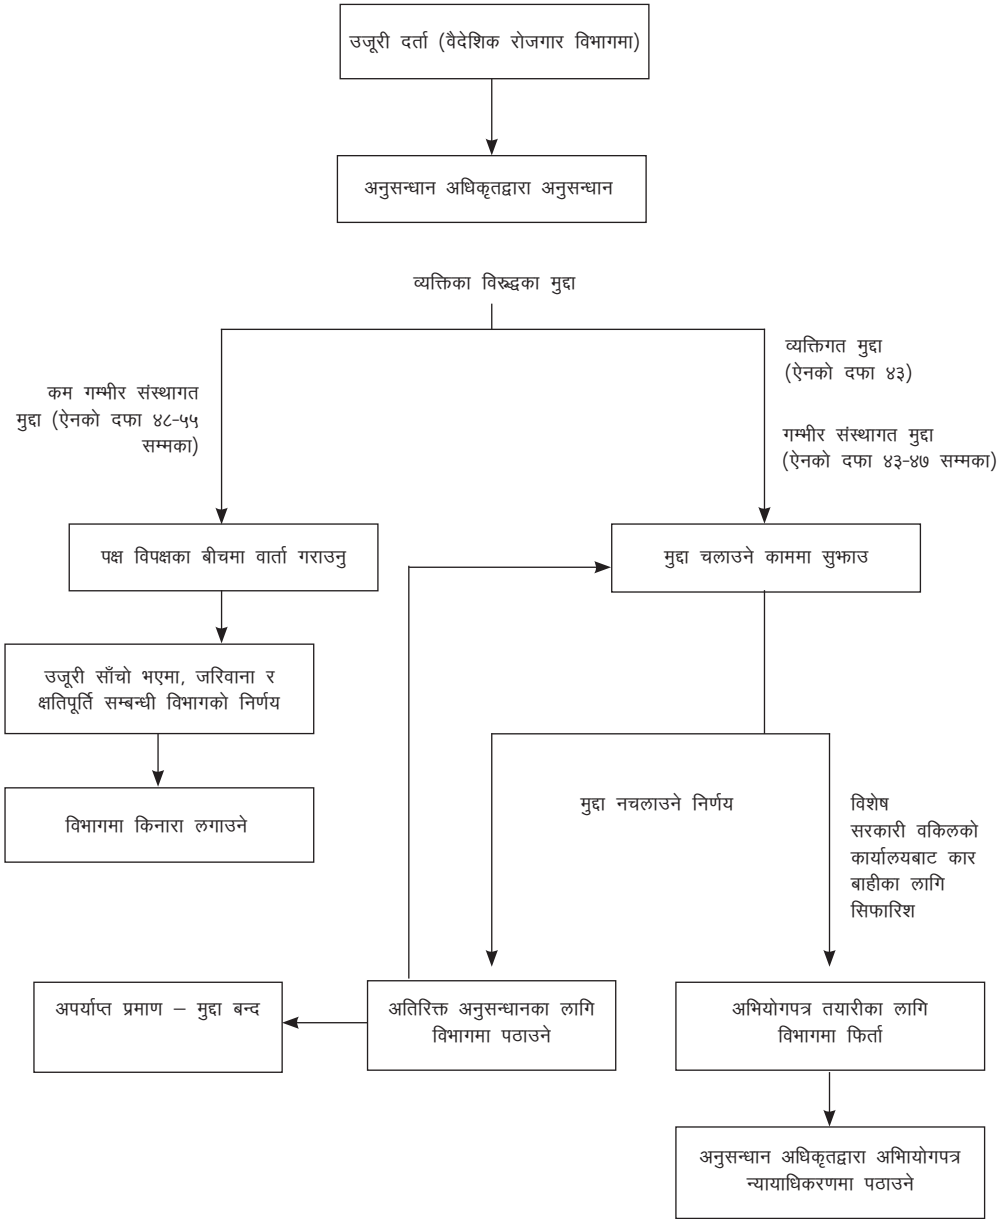 उजूरी दर्ता (वैदेशिक रोजगार विभागमा)
अनुसन्धान अधिकृतद्वारा अनुसन्धान
व्यक्तिका विरुद्धका मुद्दा
कम गम्भीर संस्थागत
मुद्दा (ऐनको दफा ४८-५५
सम्मका)
व्यक्तिगत मुद्दा
(ऐनको दफा ४३)
गम्भीर संस्थागत मुद्दा
(ऐनको दफा ४३-४७ सम्मका)
पक्ष विपक्षका बीचमा वार्ता गराउनु
मुद्दा चलाउने काममा सुझाउ
उजूरी साँचो भएमा, जरिवाना र
क्षतिपूर्ति सम्बन्धी विभागको निर्णय
विभागमा किनारा लगाउने
मुद्दा नचलाउने निर्णय
विशेष
सरकारी वकिलको
कार्यालयबाट कार
बाहीका लागि
सिफारिश
अपर्याप्त प्रमाण – मुद्दा बन्द
अतिरिक्त अनुसन्धानका लागि
विभागमा पठाउने
अभियोगपत्र तयारीका लागि
विभागमा फिर्ता
अनुसन्धान अधिकृतद्वारा अभिायोगपत्र
न्यायाधिकरणमा पठाउने